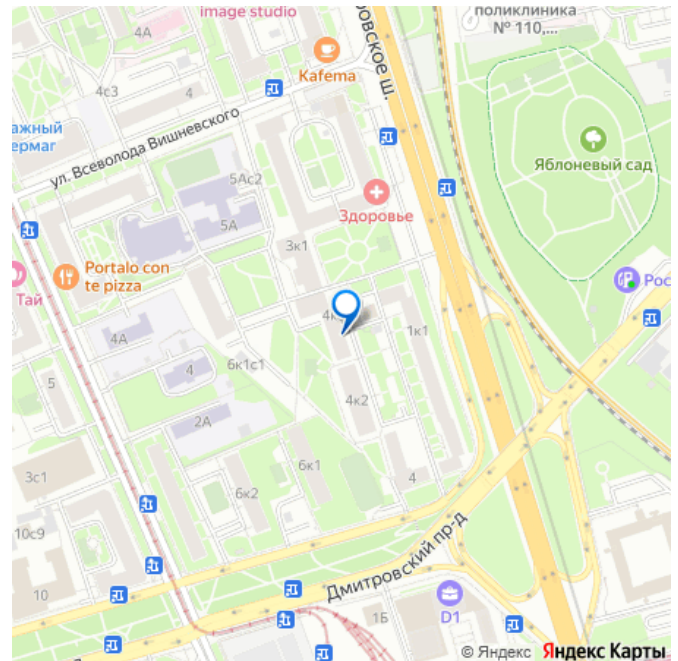 image studio
4А
Kafema
4с3
4
ровское ш.
поликлиника
№ 110,...
ажный
ермаг
ул. Всеволода Вишневского
Яблоневый сад
5Ас2
5А
Здоровье
3к1
Portalo con
te pizza
Тай
Рос
4А
4к
1к1
6к1с1
5
4
4к2
2А
3с1
6к1
4
6к2
10с9
Дмитровский пр-д
10
1Б
D1
© Яндекс Яндекс Карты